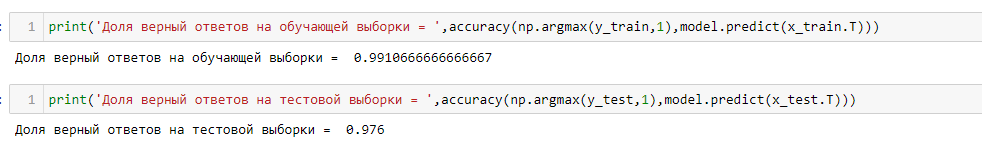 1 print('Доля верный ответов на обучающей выборки = ',accuracy(np.argmax(y_train,1),model.predict(x_train.T)))
Доля верный ответов на обучающей выборки =  0.9910666666666667
1 print('Доля верный ответов на тестовой выборки = ',accuracy(np.argmax(y_test,1),model.predict(x_test.T)))
Доля верный ответов на тестовой выборки =  0.976